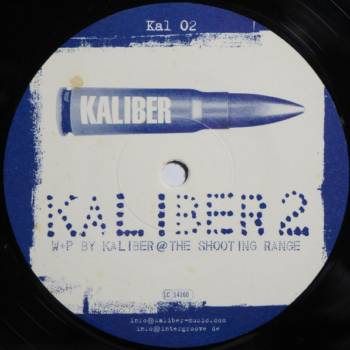 Kal 02
KALIBER
KALIBER 2
W+P BY KALIBER @ THE SHOOTING RANGE
LC 14160
info@kaliber-music.com
info@intergroove de